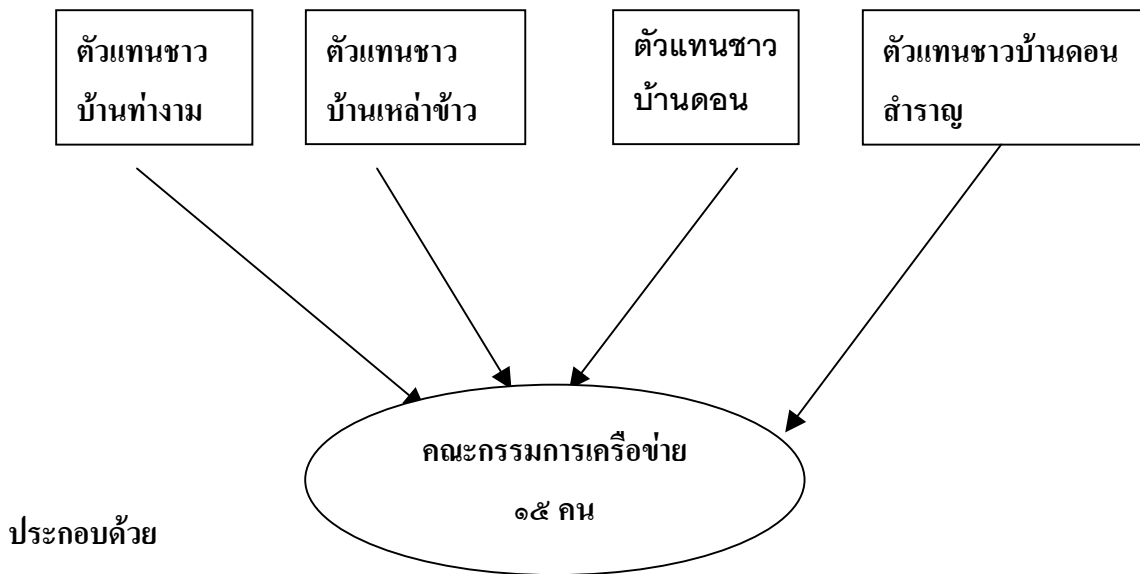 ตัวแทนชาว
บ้านท่างาม
ตัวแทนชาว
บ้านเหล่าข้าว
ตัวแทนชาว
บ้านดอน
ตัวแทนชาวบ้านดอน
สำราญ
คณะกรรมการเครือข่าย
๑๕ คน
ประกอบด้วย